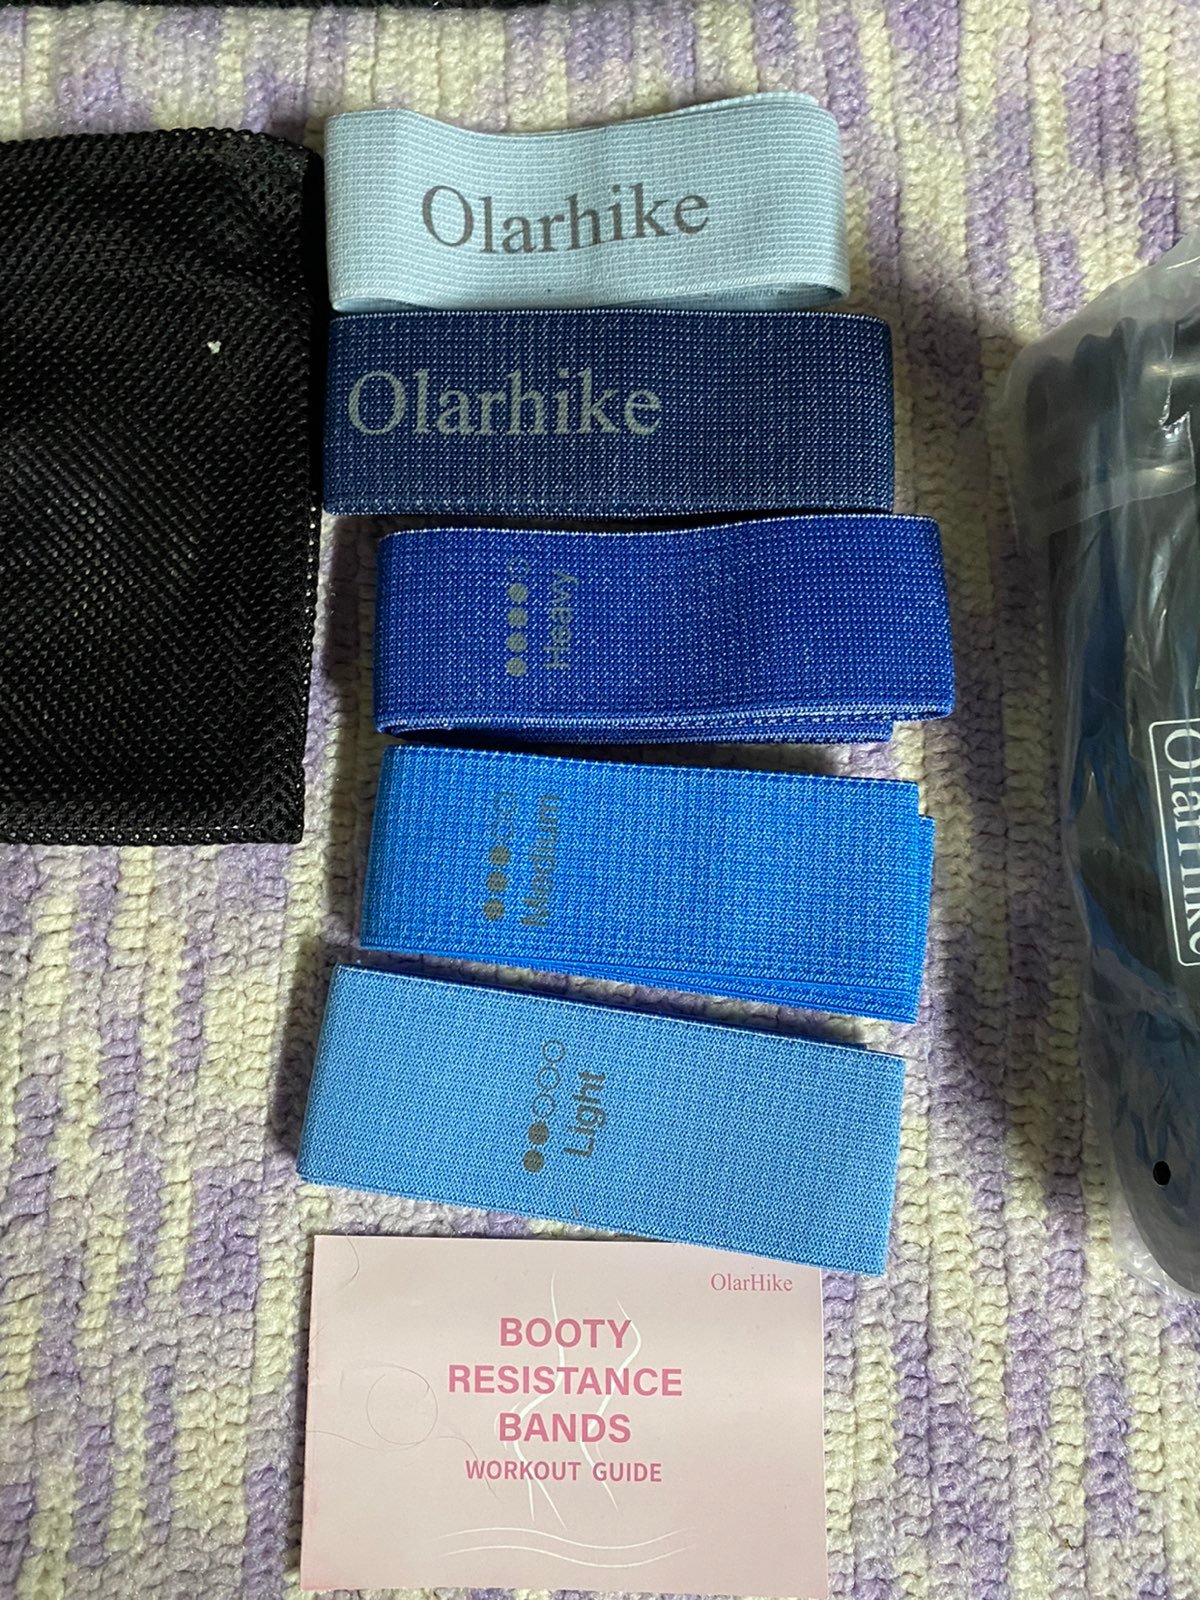 Olarhike
Olarhike
Heavy
Medium
Light
OlarHike
OlarHike
BOOTY
RESISTANCE
BANDS
WORKOUT GUIDE